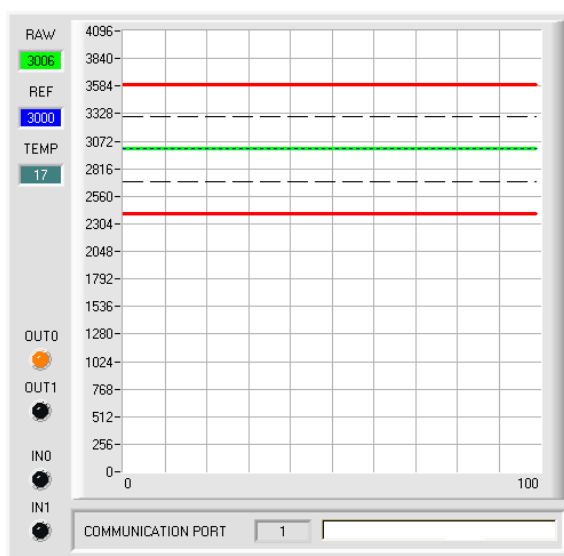 RAW
3006
REF
3000
TEMP
17
OUT0
OUT1
IN0
IN1
4096
3840
3584
3328
3072
2816
2560
2304
2048
1792
1536
1280
1024
768
512
256
0
0 100
COMMUNICATION PORT 1